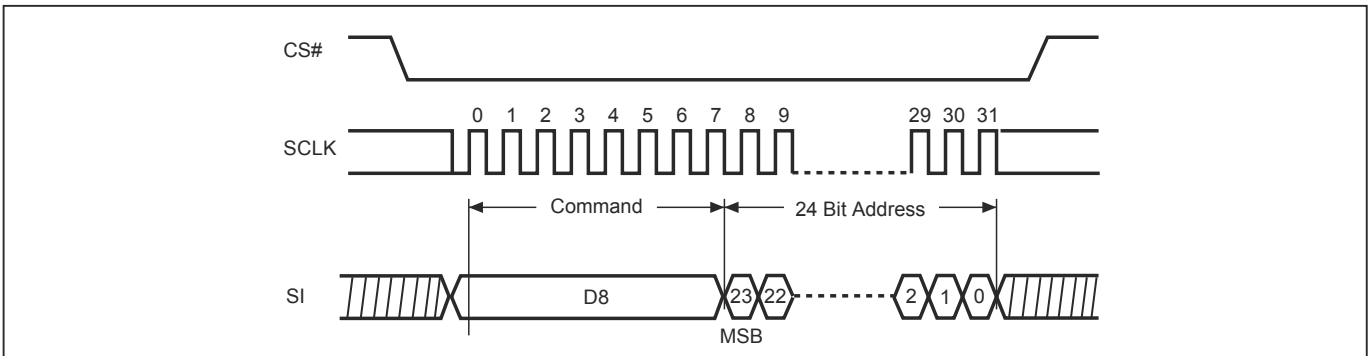 CS#
0 1 2 3 4 5 6 7 8 9 29 30 31
SCLK
Command 24 Bit Address
SI D8 23 22 2 1 0
MSB